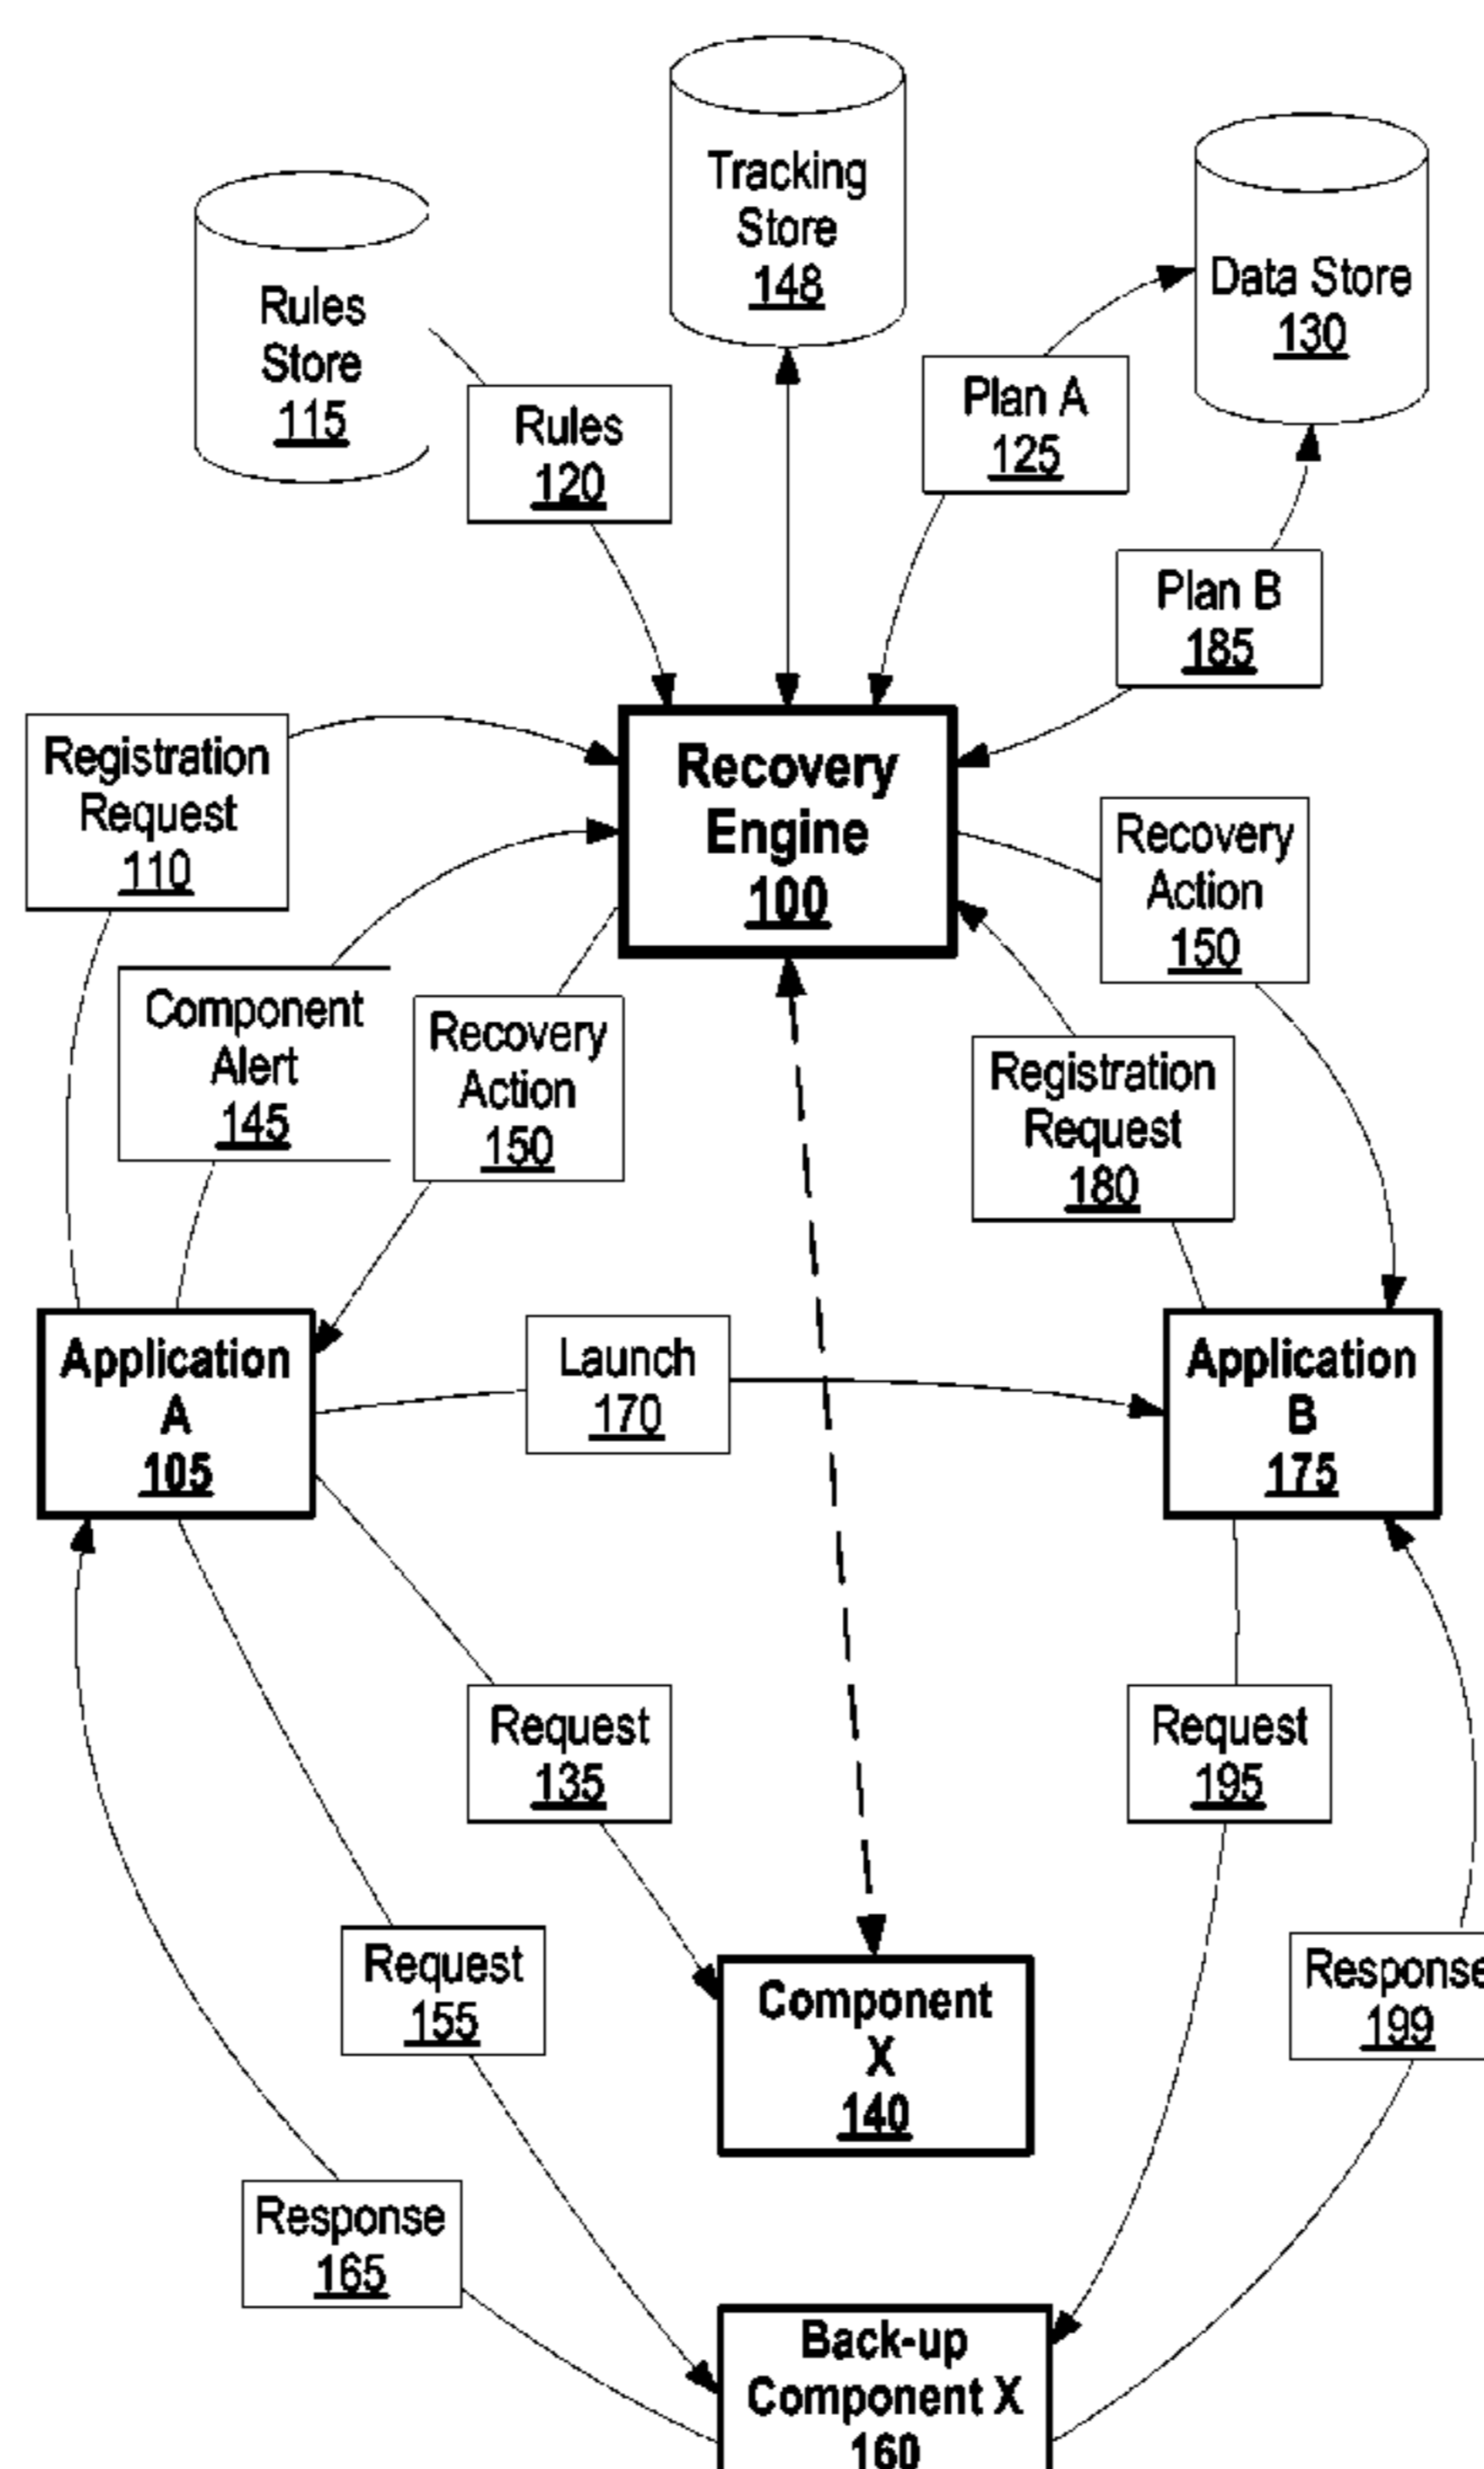 Tracking
Store
148
Data Store
130
Rules
Store
115
Rules
120
Plan A
125
Plan B
185
Registration
Request
110
Recovery
Engine
100
Recovery
Action
150
Component
Alert
145
Recovery
Action
150
Registration
Request
180
Application
A
105
Launch
170
Application
B
175
Request
135
Request
195
Request
155
Component
X
140
Response
199
Response
165
Back-up
Component X
160